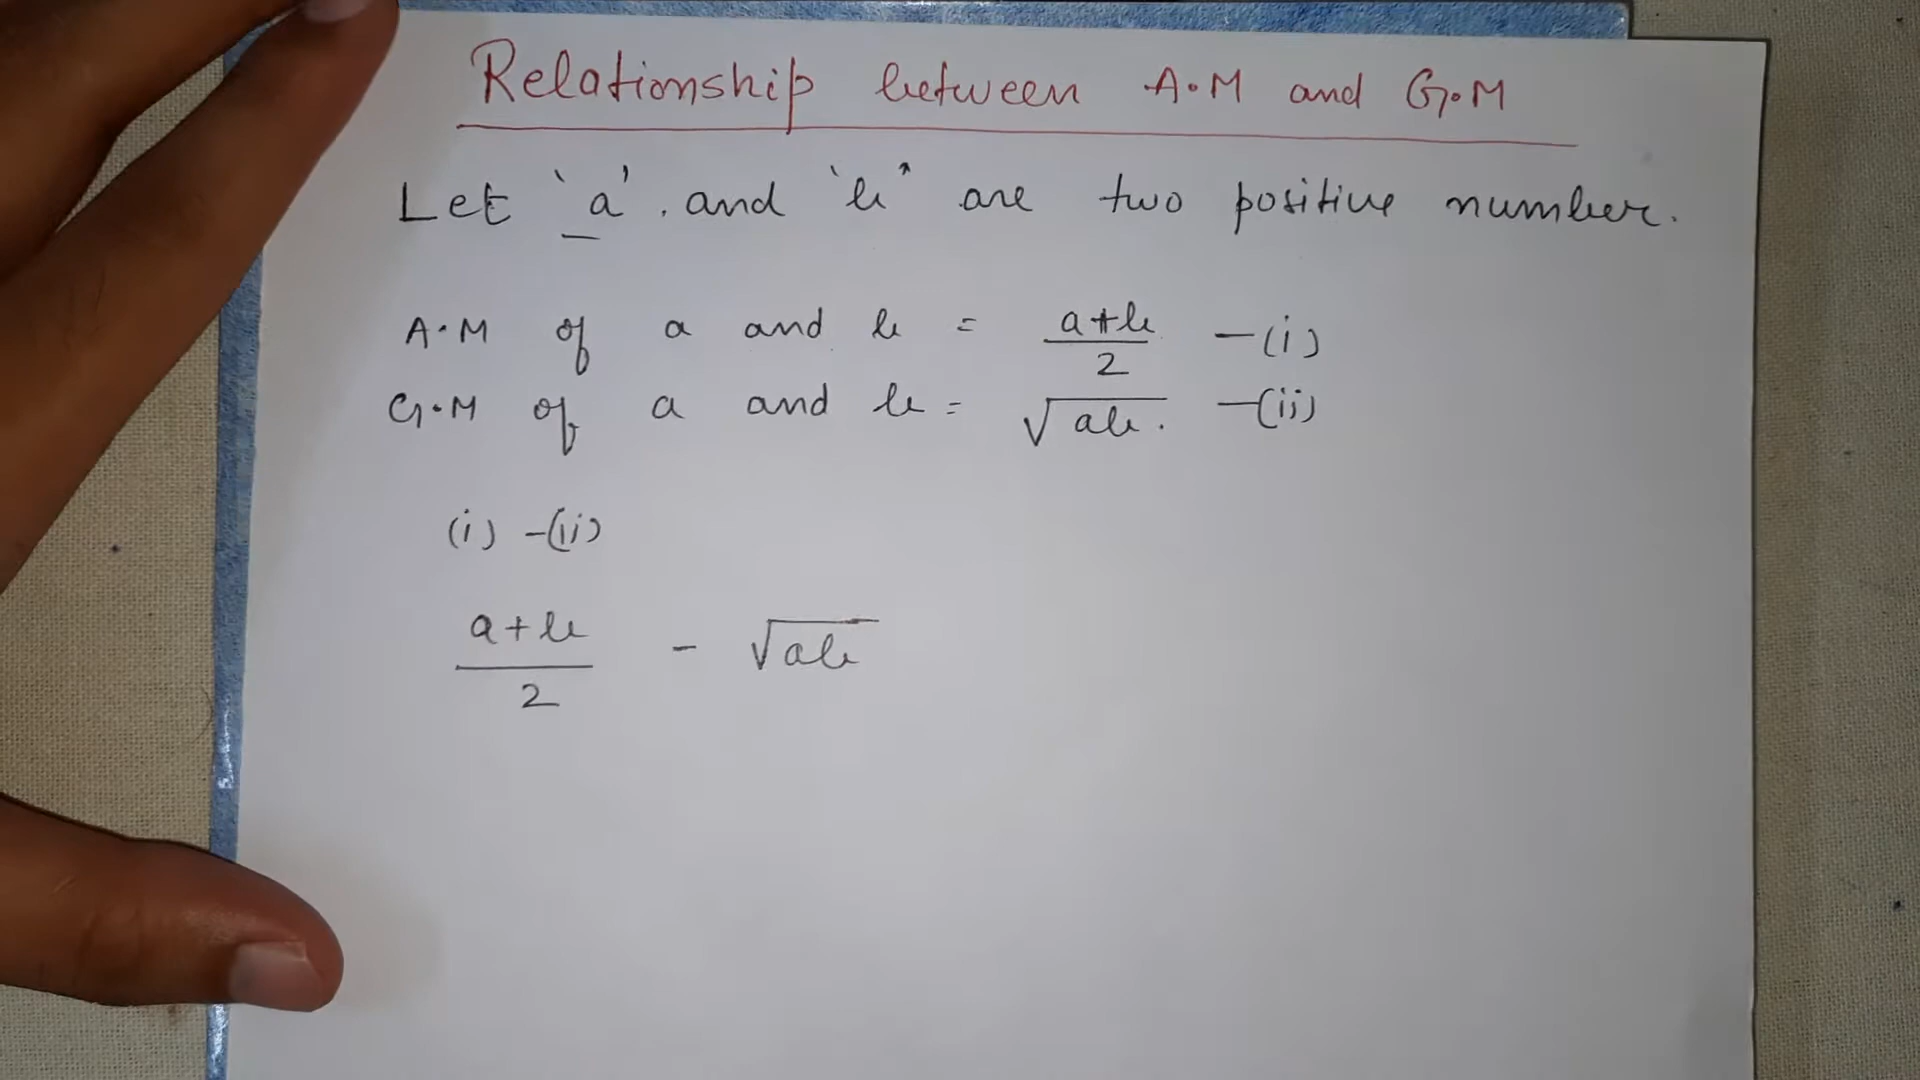 Relationship between A.M and G.M
Let 'a'. and 'b' are two positive number.
A.M of a and b = a+b/2 -(i)
G.M of a and b = √ab. -(ii)
(i) -(ii)
a+b/2 - √ab